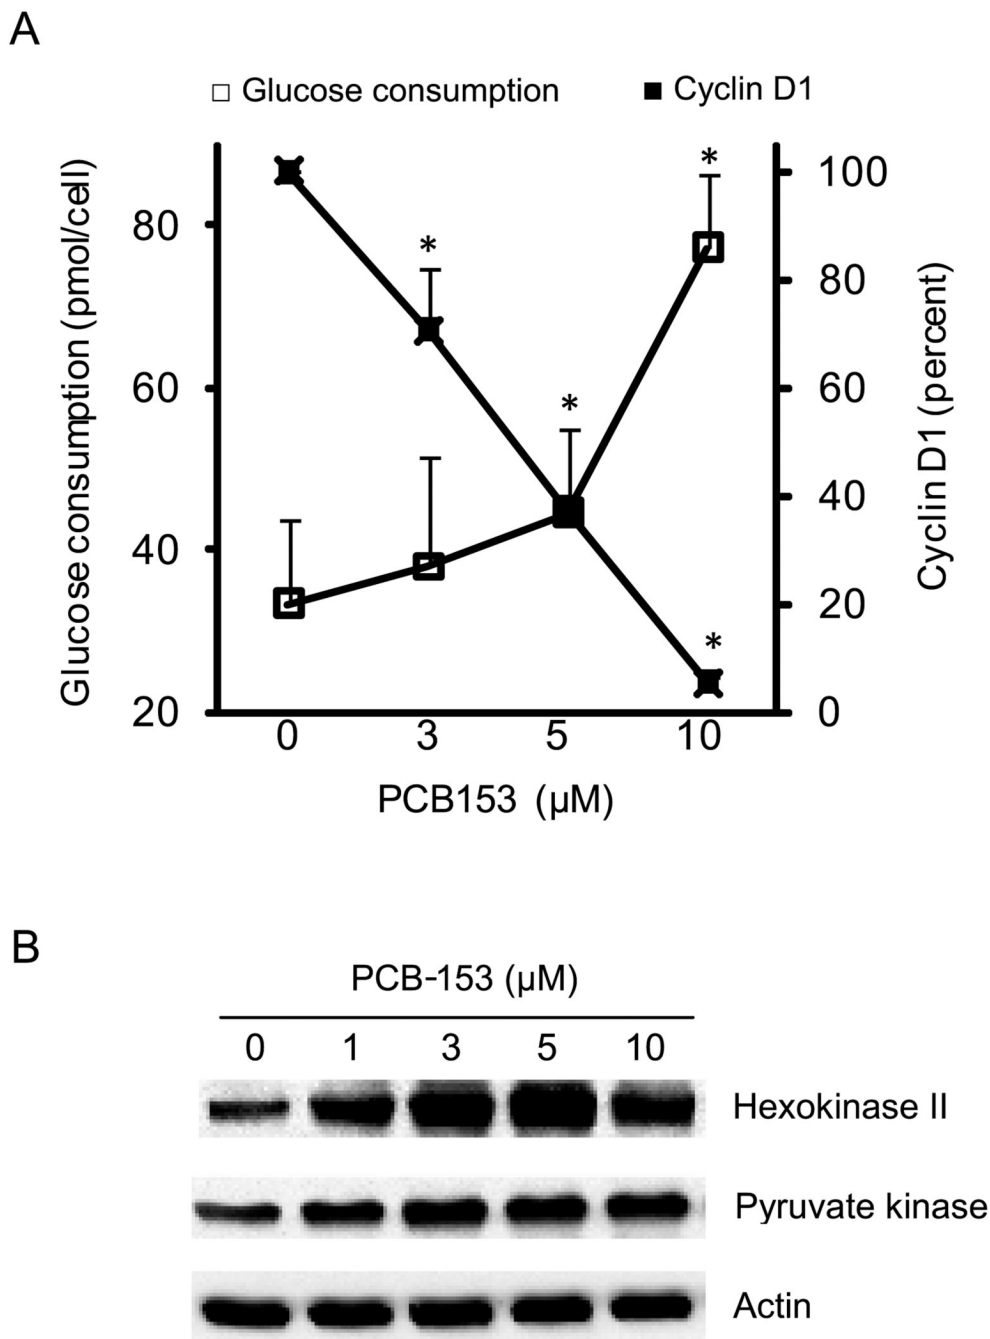 A
□ Glucose consumption ■ Cyclin D1
Glucose consumption (pmol/cell)
80
60
40
20
* * * *
100
80
60
40
20
0
Cyclin D1 (percent)
0 3 5 10
PCB153 (µM)
B
PCB-153 (µM)
0 1 3 5 10
Hexokinase II
Pyruvate kinase
Actin